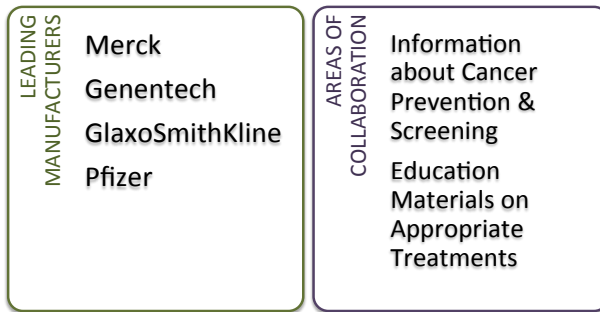 LEADING
MANUFACTURERS
Merck
Genentech
GlaxoSmithKline
Pfizer
AREAS OF
COLLABORATION
Information
about Cancer
Prevention &
Screening
Education
Materials on
Appropriate
Treatments